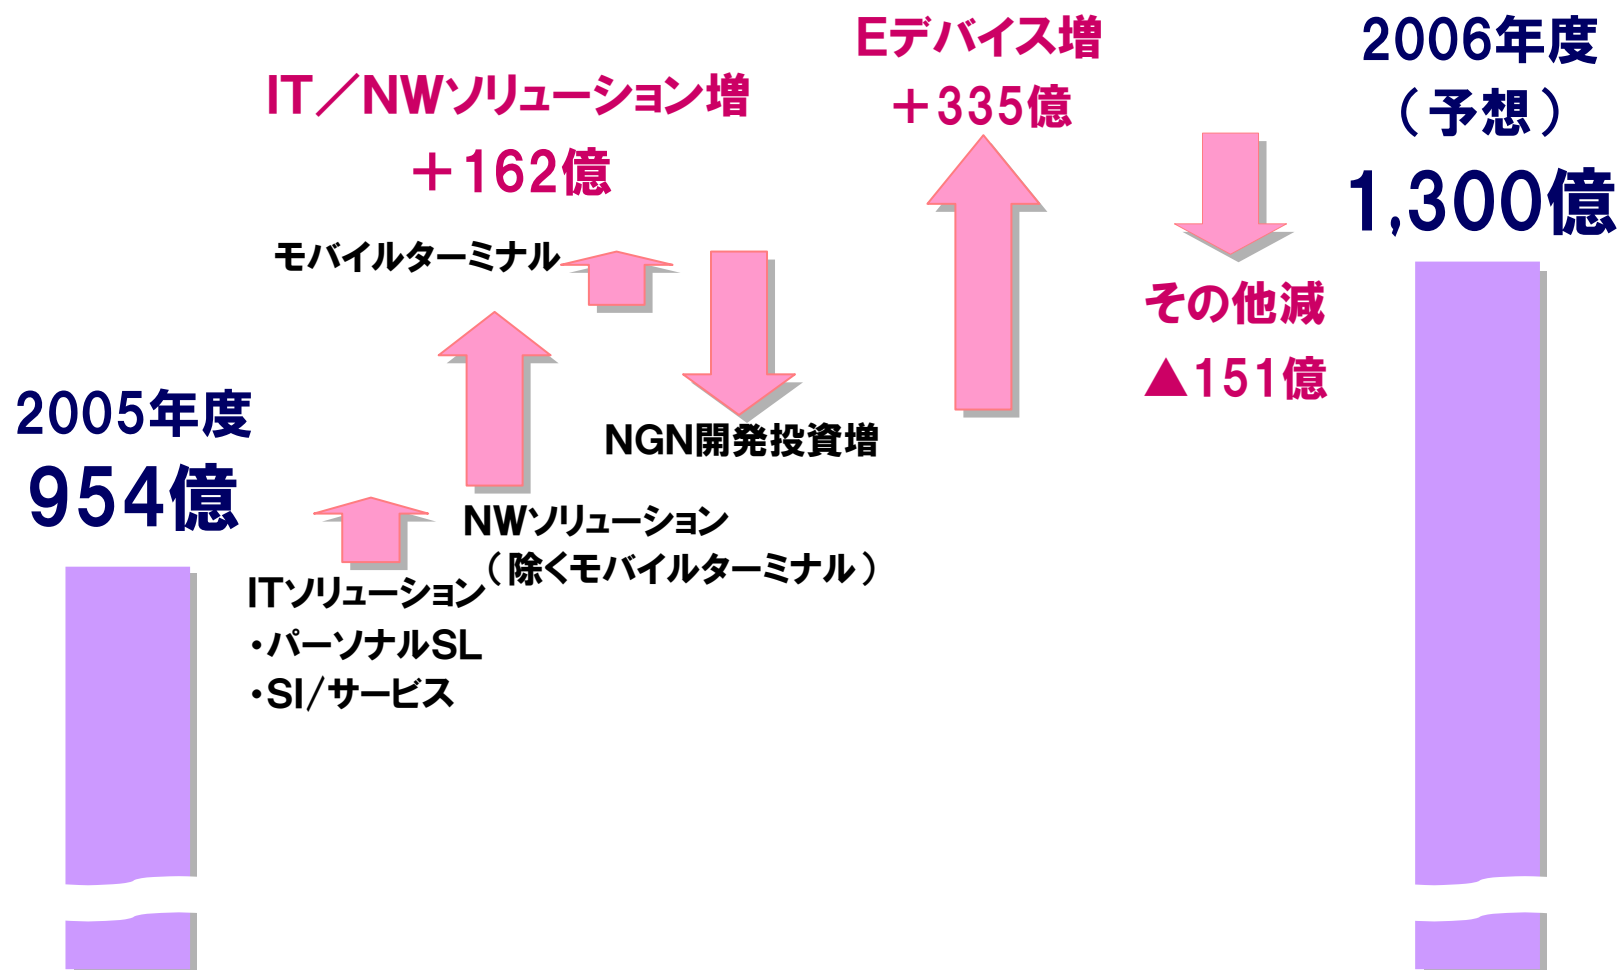 2005年度
954億
IT／NWソリューション増
＋162億
モバイルターミナル
ITソリューション
・パーソナルSL
・SI/サービス
NWソリューション
（除くモバイルターミナル）
NGN開発投資増
Eデバイス増
＋335億
その他減
▲151億
2006年度
（予想）
1,300億